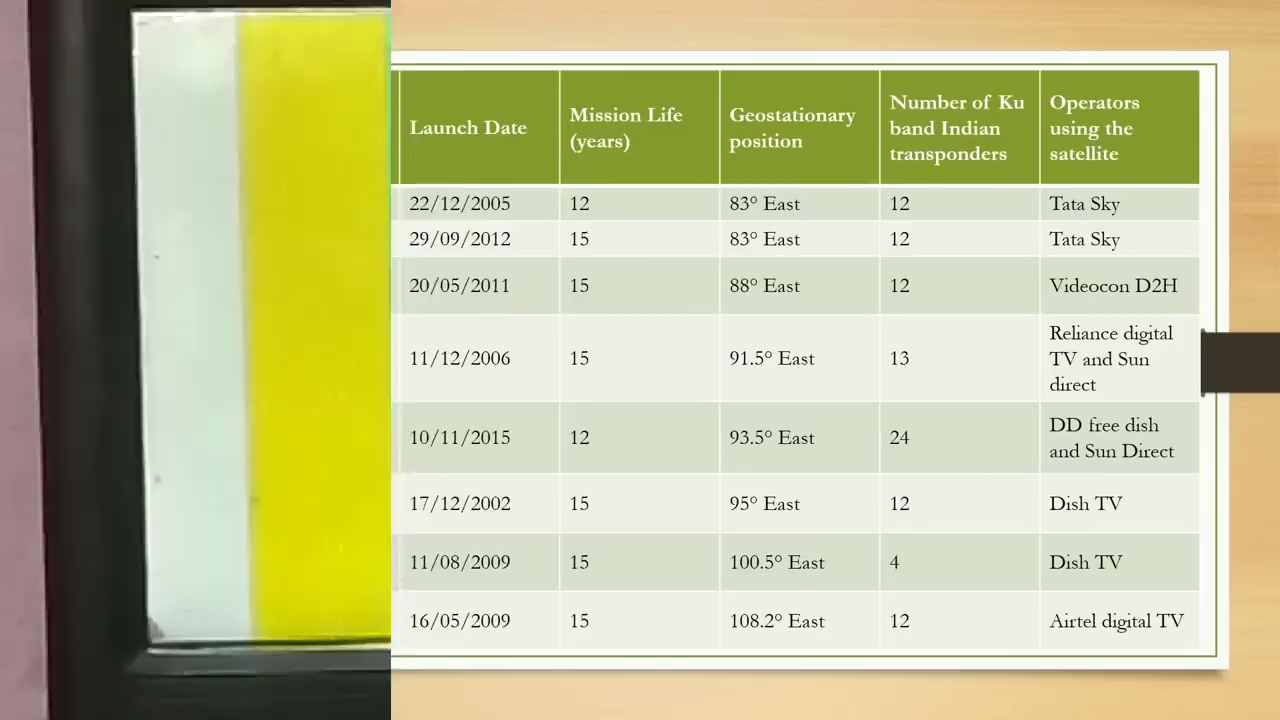 Launch Date
Mission Life
(years)
Geostationary
position
Number of Ku
band Indian
transponders
Operators
using the
satellite
22/12/2005 12 83° East 12 Tata Sky
29/09/2012 15 83° East 12 Tata Sky
20/05/2011 15 88° East 12 Videocon D2H
11/12/2006 15 91.5° East 13 Reliance digital
TV and Sun
direct
10/11/2015 12 93.5° East 24 DD free dish
and Sun Direct
17/12/2002 15 95° East 12 Dish TV
11/08/2009 15 100.5° East 4 Dish TV
16/05/2009 15 108.2° East 12 Airtel digital TV